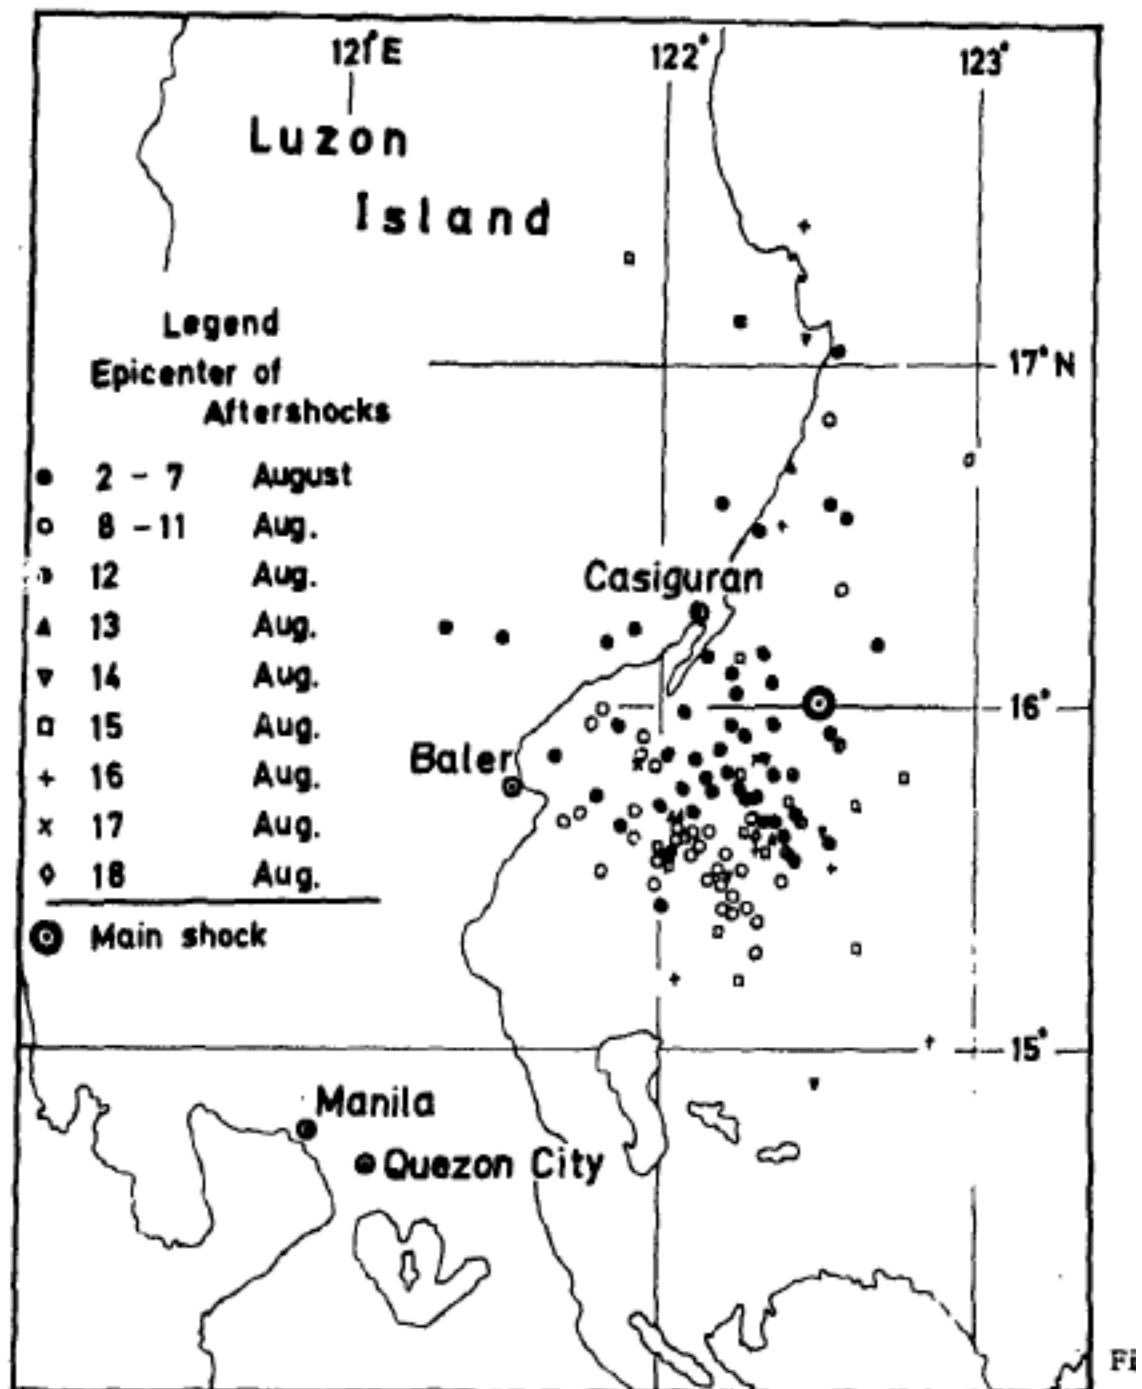 121°E
122°
123°
Luzon
Island
Legend
Epicenter of
Aftershocks
17°N
2 - 7 August
8 - 11 Aug.
12 Aug.
13 Aug.
14 Aug.
15 Aug.
16 Aug.
17 Aug.
18 Aug.
Main shock
Casiguran
16°
Baler
15°
Manila
Quezon City
Fi